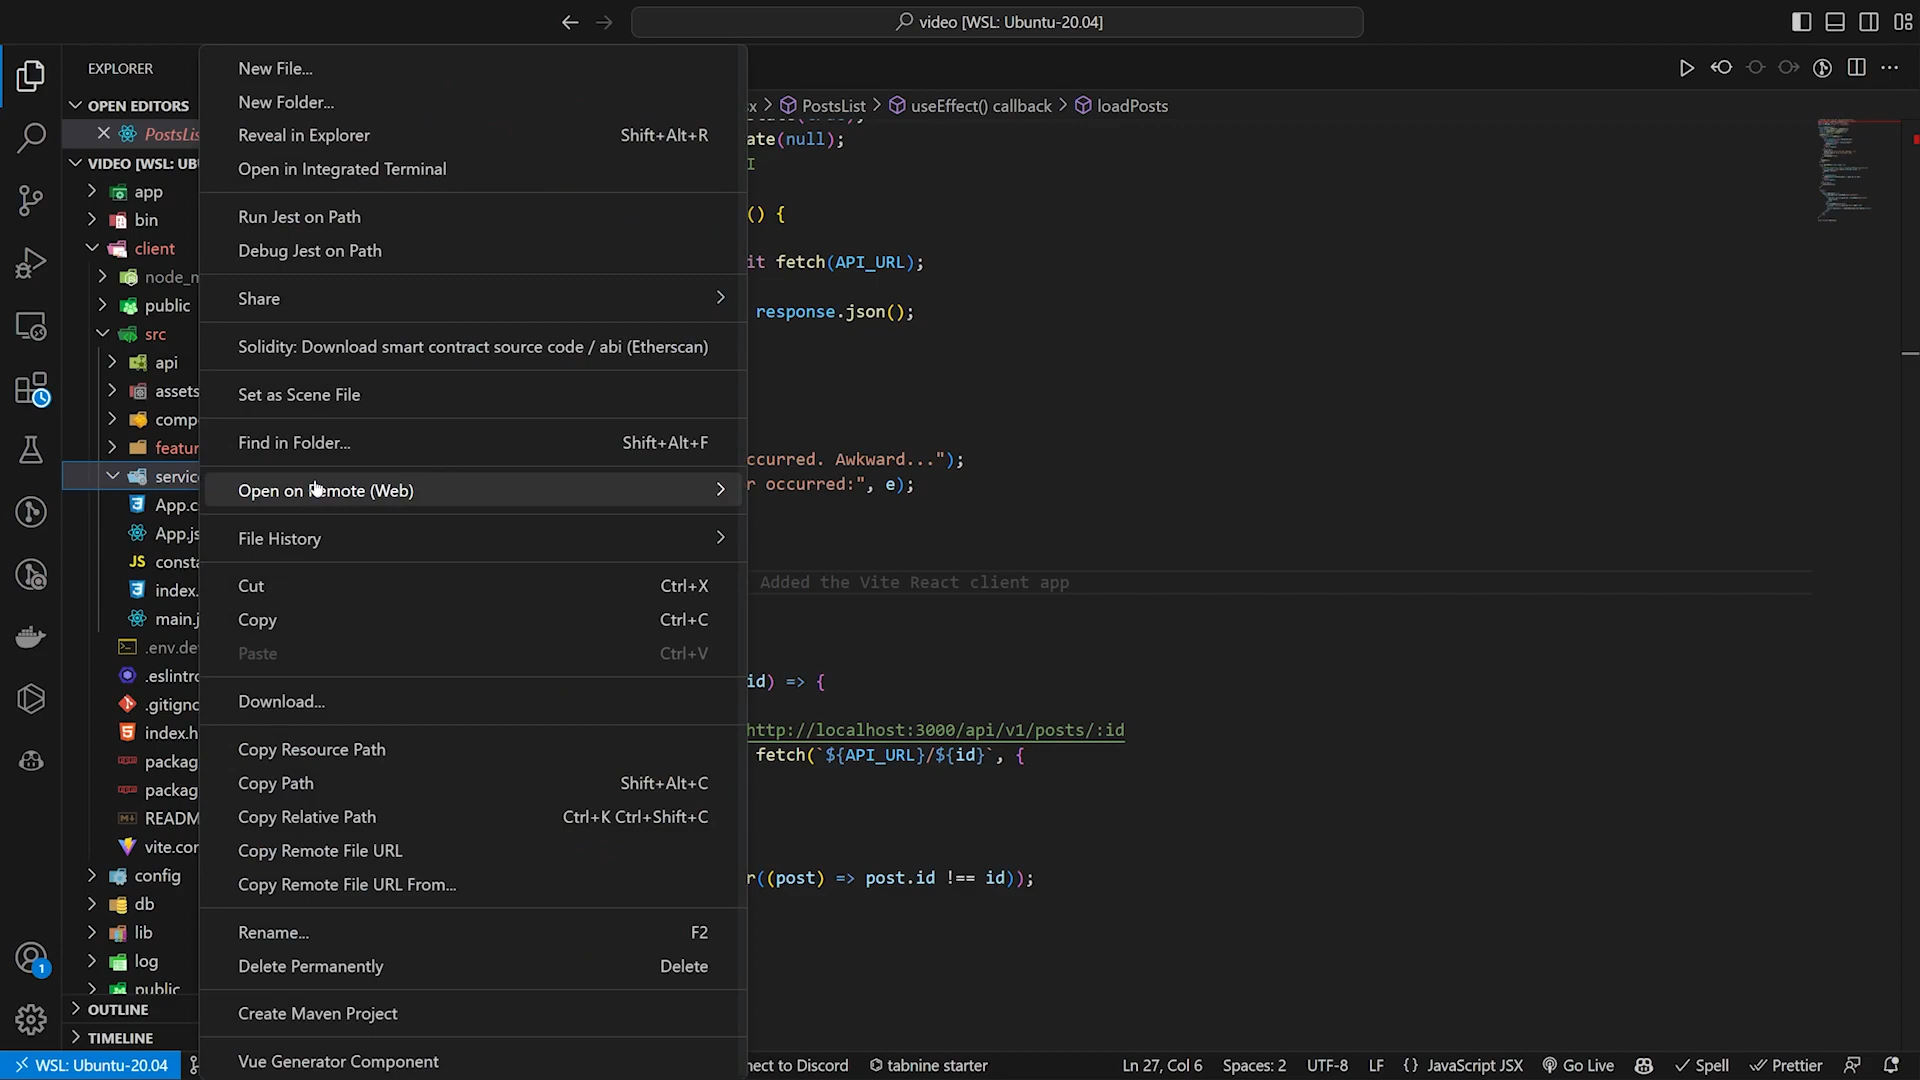 video [WSL: Ubuntu-20.04]
EXPLORER
OPEN EDITORS
PostsLis
VIDEO [WSL: UB
app
bin
client
node_m
public
src
api
assets
comp
featur
servic
App.c
App.js
consta
index.
main.j
.env.de
.eslintrc
.gitigno
index.h
packag
packag
READM
vite.cor
config
db
lib
log
public
OUTLINE
TIMELINE
New File...
New Folder...
Reveal in Explorer Shift+Alt+R
Open in Integrated Terminal
Run Jest on Path
Debug Jest on Path
Share
Solidity: Download smart contract source code / abi (Etherscan)
Set as Scene File
Find in Folder... Shift+Alt+F
Open on Remote (Web)
File History
Cut Ctrl+X
Copy Ctrl+C
Paste Ctrl+V
Download...
Copy Resource Path
Copy Path Shift+Alt+C
Copy Relative Path Ctrl+K Ctrl+Shift+C
Copy Remote File URL
Copy Remote File URL From...
Rename... F2
Delete Permanently Delete
Create Maven Project
Vue Generator Component
x > PostsList > useEffect() callback > loadPosts
ate(null);
I
() {
it fetch(API_URL);
response.json();
ccurred. Awkward...");
r occurred:", e);
Added the Vite React client app
id) => {
http://localhost:3000/api/v1/posts/:id
fetch(`${API_URL}/${id}`, {
r((post) => post.id !== id));
1
JS
WSL: Ubuntu-20.04
nect to Discord
tabnine starter
Ln 27, Col 6
Spaces: 2
UTF-8
LF
{} JavaScript JSX
Go Live
Spell
Prettier